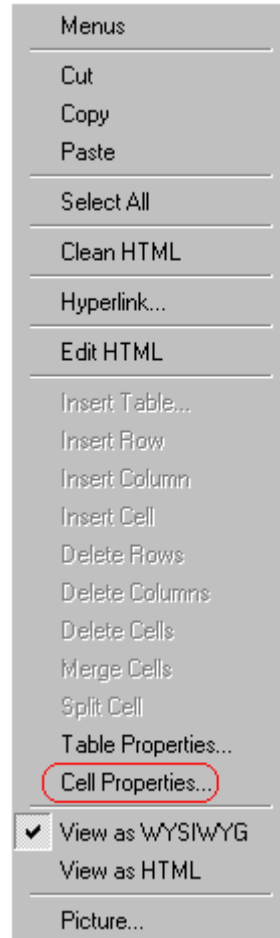 Menus
Cut
Copy
Paste
Select All
Clean HTML
Hyperlink...
Edit HTML
Insert Table...
Insert Row
Insert Column
Insert Cell
Delete Rows
Delete Columns
Delete Cells
Merge Cells
Split Cell
Table Properties...
Cell Properties...
View as WYSIWYG
View as HTML
Picture...